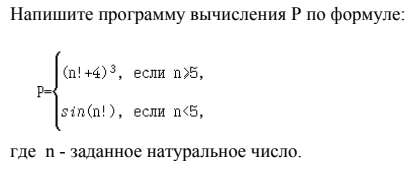 Напишите программу вычисления P по формуле:
(n!+4)³, если n≥5,
P=
sin(n!), если n<5,
где n - заданное натуральное число.